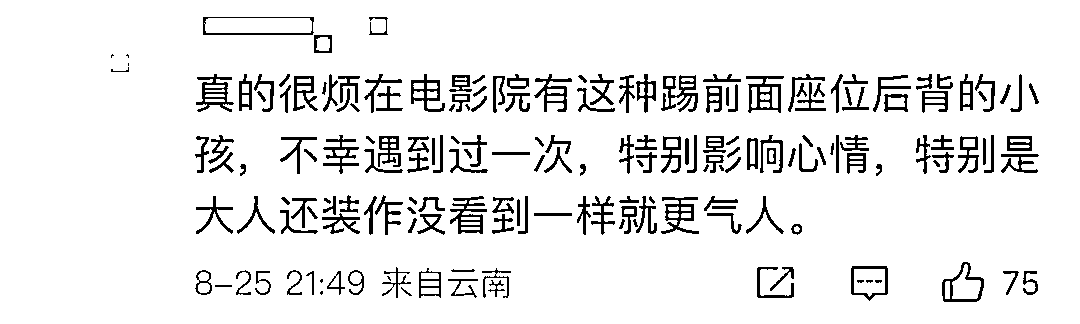 真的很烦在电影院有这种踢前面座位后背的小
孩，不幸遇到过一次，特别影响心情，特别是
大人还装作没看到一样就更气人。
8-25 21:49 来自云南
75